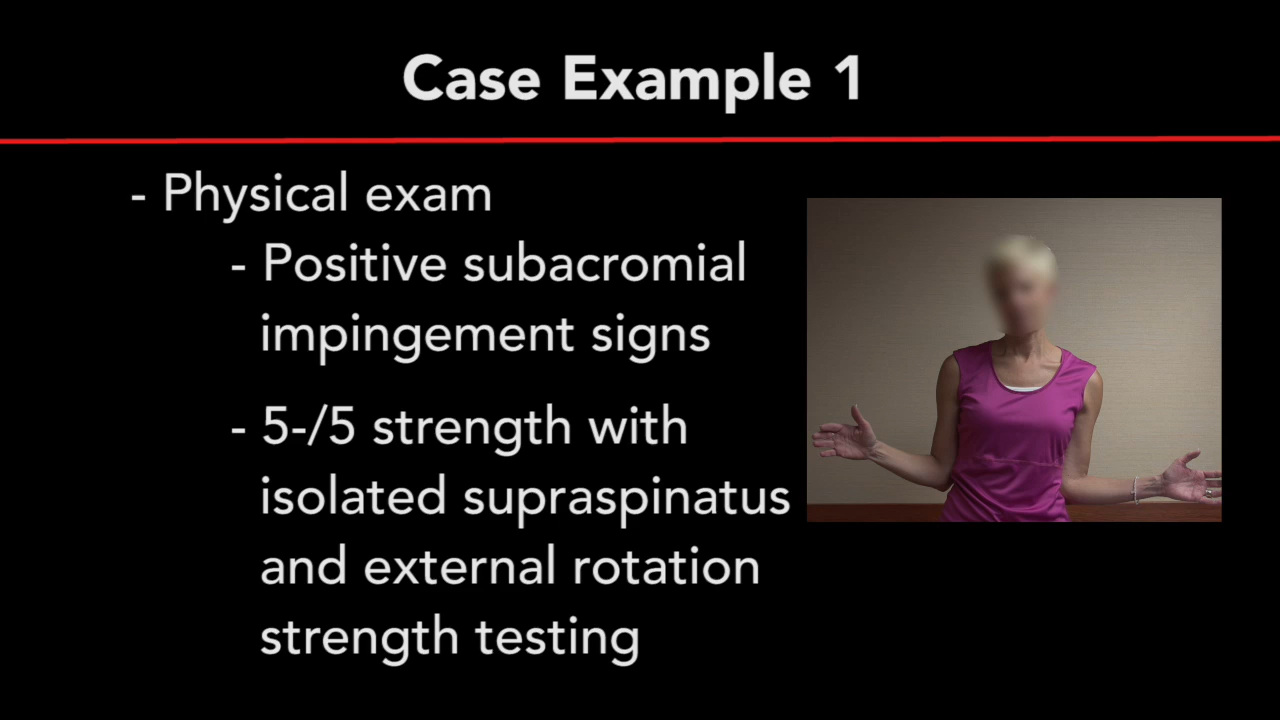 Case Example 1
- Physical exam
- Positive subacromial
impingement signs
- 5-/5 strength with
isolated supraspinatus
and external rotation
strength testing